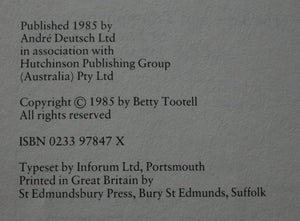 Published 1985 by
André Deutsch Ltd
in association with
Hutchinson Publishing Group
(Australia) Pty Ltd
Copyright © 1985 by Betty Tootell
All rights reserved
ISBN 0233 97847 X
Typeset by Inforum Ltd, Portsmouth
Printed in Great Britain by
St Edmundsbury Press, Bury St Edmunds, Suffolk